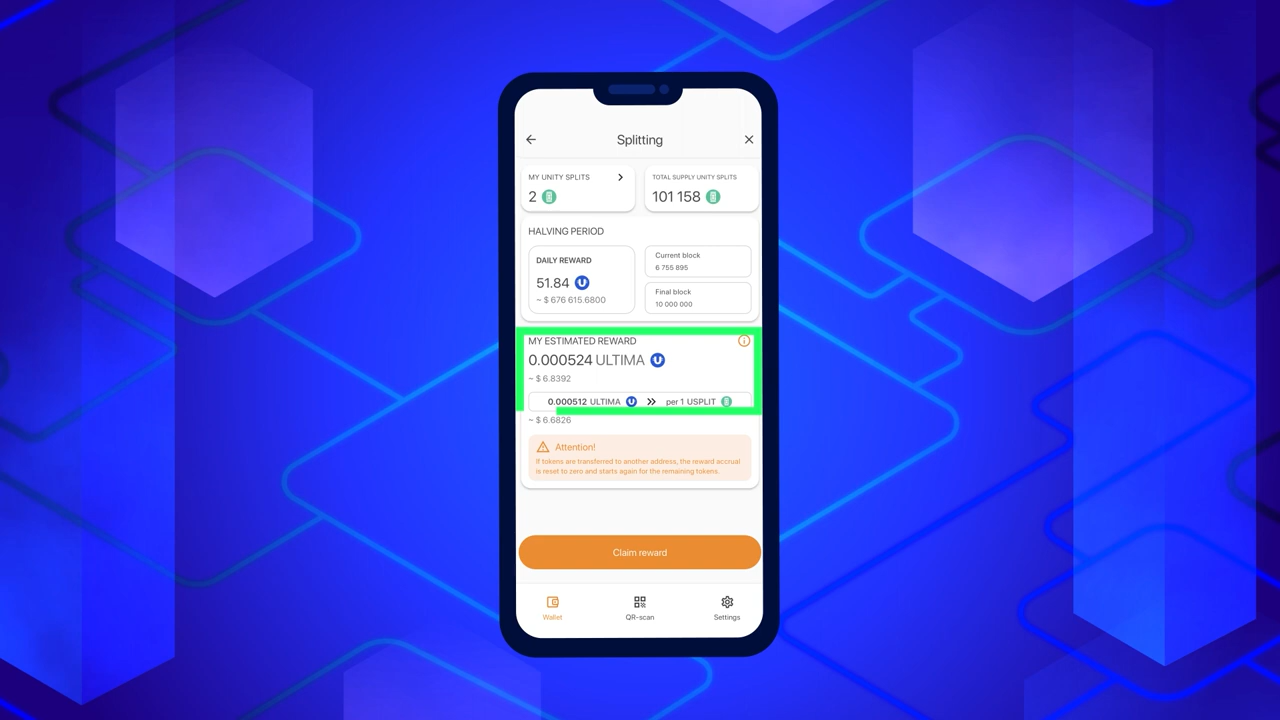 Splitting
MY UNITY SPLITS
2
TOTAL SUPPLY UNITY SPLITS
101 158
HALVING PERIOD
DAILY REWARD
51.84
~ $ 676 615.6800
Current block
6 755 895
Final block
10 000 000
MY ESTIMATED REWARD
0.000524 ULTIMA
~ $ 6.8392
0.000512 ULTIMA per 1 USPLIT
~ $ 6.6826
Attention!
If tokens are transferred to another address, the reward accrual
is reset to zero and starts again for the remaining tokens.
Claim reward
Wallet
QR-scan
Settings